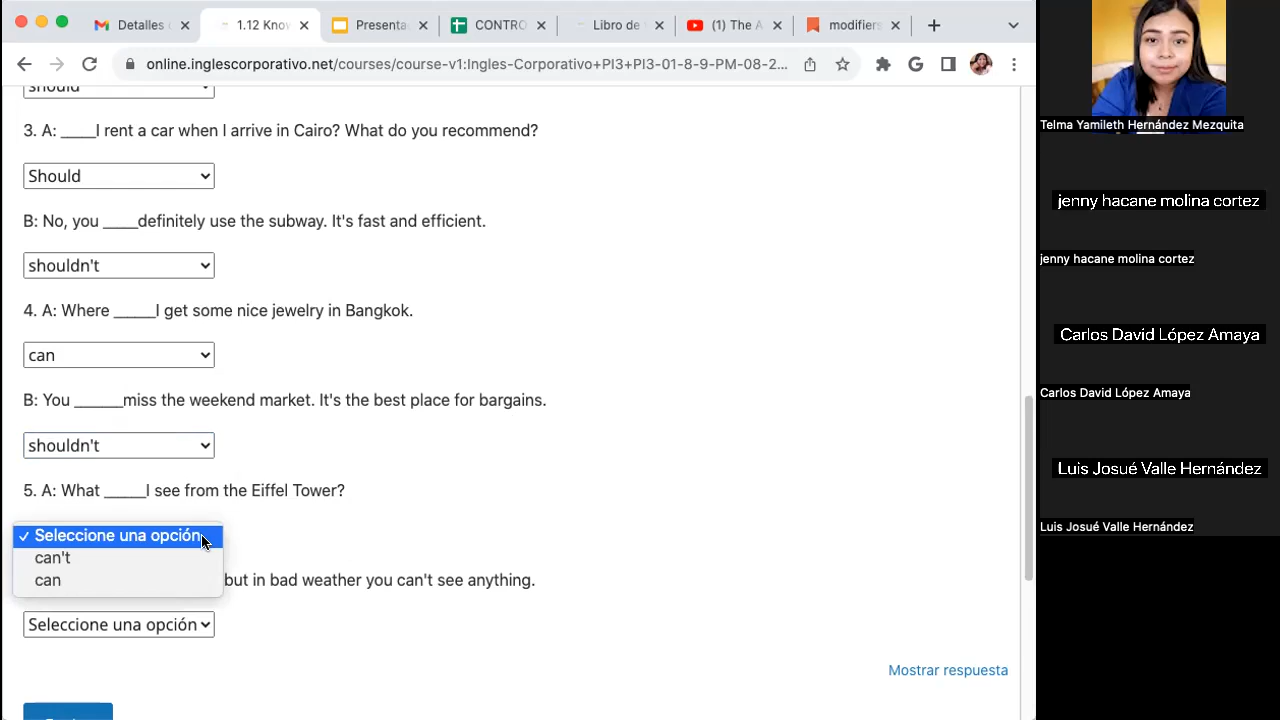 Detalles
1.12 Know
Presenta
CONTRO
Libro de
(1) The A
modifiers
online.inglescorporativo.net/courses/course-v1:Ingles-Corporativo+PI3+PI3-01-8-9-PM-08-2...
should
3. A: ____I rent a car when I arrive in Cairo? What do you recommend?
Should
B: No, you ____definitely use the subway. It's fast and efficient.
shouldn't
4. A: Where _____I get some nice jewelry in Bangkok.
can
B: You ______miss the weekend market. It's the best place for bargains.
shouldn't
5. A: What _____I see from the Eiffel Tower?
✓ Seleccione una opción
can't
can
but in bad weather you can't see anything.
Seleccione una opción
Mostrar respuesta
Telma Yamileth Hernández Mezquita
jenny hacane molina cortez
jenny hacane molina cortez
Carlos David López Amaya
Carlos David López Amaya
Luis Josué Valle Hernández
Luis Josué Valle Hernández